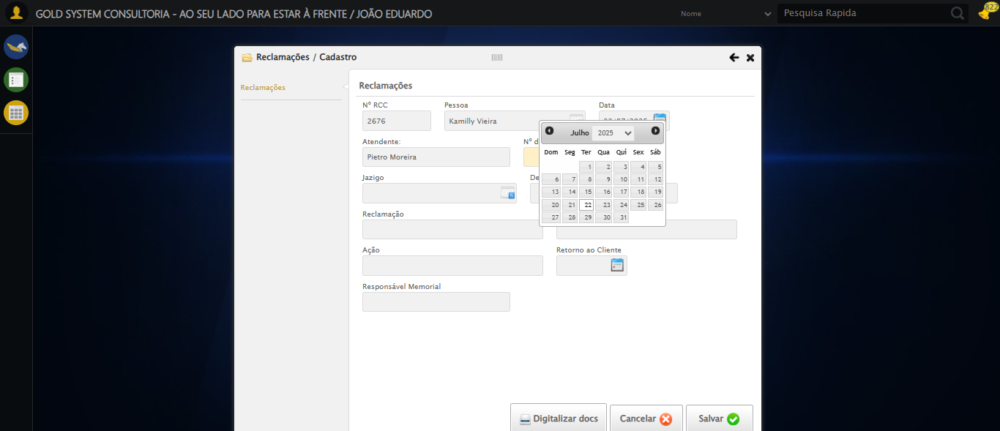 GOLD SYSTEM CONSULTORIA - AO SEU LADO PARA ESTAR À FRENTE / JOÃO EDUARDO
Nome
Pesquisa Rapida
822
Reclamações / Cadastro
Reclamações
Reclamações
Nº RCC
Pessoa
Data
2676
Kamilly Vieira
22/07/2025
Julho 2025
Dom Seg Ter Qua Qui Sex Sáb
1 2 3 4 5
6 7 8 9 10 11 12
13 14 15 16 17 18 19
20 21 22 23 24 25 26
27 28 29 30 31
Atendente:
Nº d
Pietro Moreira
Jazigo
De
Reclamação
Ação
Retorno ao Cliente
Responsável Memorial
Digitalizar docs
Cancelar
Salvar